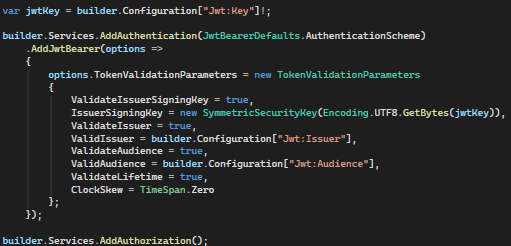 var jwtKey = builder.Configuration["Jwt:Key"]!;
builder.Services.AddAuthentication(JwtBearerDefaults.AuthenticationScheme)
.AddJwtBearer(options =>
{
options.TokenValidationParameters = new TokenValidationParameters
{
ValidateIssuerSigningKey = true,
IssuerSigningKey = new SymmetricSecurityKey(Encoding.UTF8.GetBytes(jwtKey)),
ValidateIssuer = true,
ValidIssuer = builder.Configuration["Jwt:Issuer"],
ValidateAudience = true,
ValidAudience = builder.Configuration["Jwt:Audience"],
ValidateLifetime = true,
ClockSkew = TimeSpan.Zero
};
});
builder.Services.AddAuthorization();